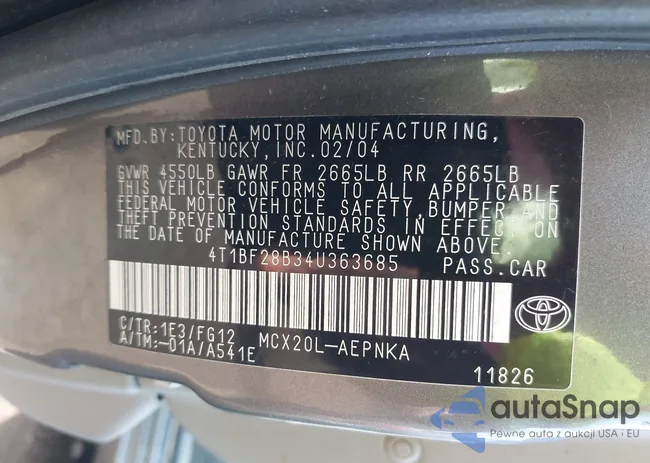 MFD.BY:TOYOTA MOTOR MANUFACTURING,
KENTUCKY, INC.02/04
GVWR 4550LB GAWR FR 2665LB RR 2665LB
THIS VEHICLE CONFORMS TO ALL APPLICABLE
FEDERAL MOTOR VEHICLE SAFETY, BUMPER AND
THEFT PREVENTION STANDARDS IN EFFECT ON
THE DATE OF MANUFACTURE SHOWN ABOVE.
4T1BF28B34U363685 PASS.CAR
C/TR:1E3/FG12 MCX20L-AEPNKA
A/TM:-01A/A541E
11826
autoSnap
Pewne auta z aukcji USA i EU